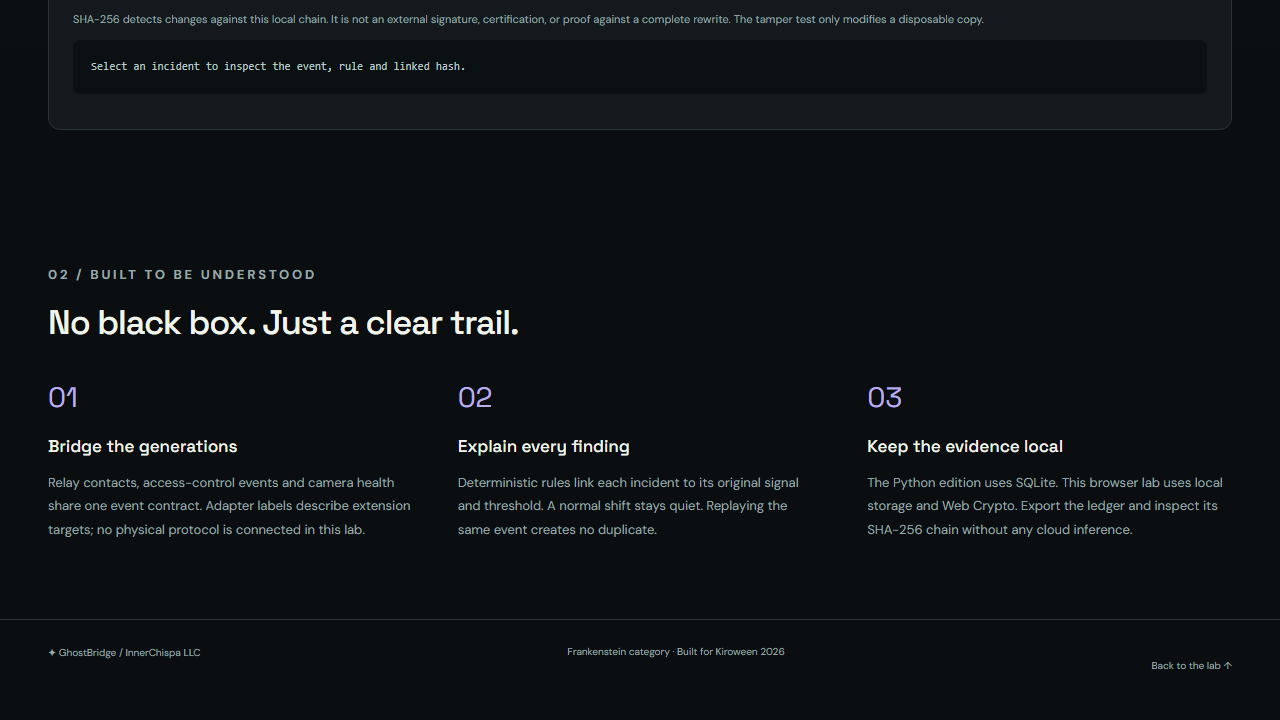 SHA-256 detects changes against this local chain. It is not an external signature, certification, or proof against a complete rewrite. The tamper test only modifies a disposable copy.
Select an incident to inspect the event, rule and linked hash.
02 / BUILT TO BE UNDERSTOOD
No black box. Just a clear trail.
01
Bridge the generations
Relay contacts, access-control events and camera health
share one event contract. Adapter labels describe extension
targets; no physical protocol is connected in this lab.
02
Explain every finding
Deterministic rules link each incident to its original signal
and threshold. A normal shift stays quiet. Replaying the
same event creates no duplicate.
03
Keep the evidence local
The Python edition uses SQLite. This browser lab uses local
storage and Web Crypto. Export the ledger and inspect its
SHA-256 chain without any cloud inference.
✦ GhostBridge / InnerChispa LLC
Frankenstein category · Built for Kiroween 2026
Back to the lab ↑